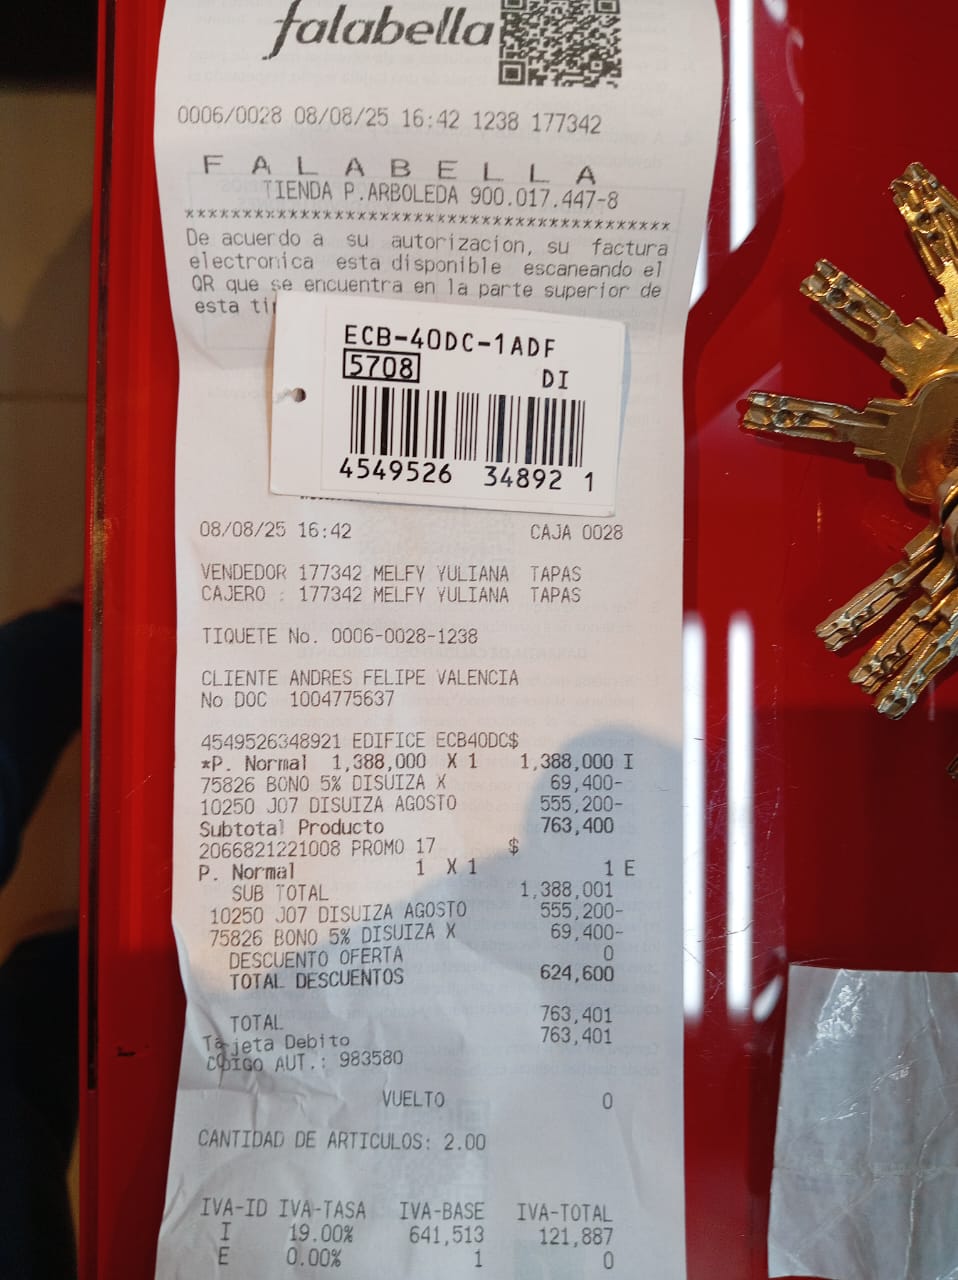 falabella
0006/0028 08/08/25 16:42 1238 177342
F A L A B E L L A
TIENDA P.ARBOLEDA 900.017.447-8
******************************************
De acuerdo a su autorizacion, su factura
electronica esta disponible escaneando el
QR que se encuentra en la parte superior de
esta
ECB-40DC-1ADF
5708
DI
4549526 34892 1
08/08/25 16:42 CAJA 0028
VENDEDOR 177342 MELFY YULIANA TAPAS
CAJERO : 177342 MELFY YULIANA TAPAS
TIQUETE No. 0006-0028-1238
CLIENTE ANDRES FELIPE VALENCIA
No DOC 1004775637
4549526348921 EDIFICE ECB40DC$
*P. Normal 1,388,000 X 1 1,388,000 I
75826 BONO 5% DISUIZA X 69,400-
10250 J07 DISUIZA AGOSTO 555,200-
Subtotal Producto 763,400
2066821221008 PROMO 17 $
P. Normal 1 X 1 1 E
SUB TOTAL 1,388,001
10250 J07 DISUIZA AGOSTO 555,200-
75826 BONO 5% DISUIZA X 69,400-
DESCUENTO OFERTA 0
TOTAL DESCUENTOS 624,600
TOTAL 763,401
Tarjeta Debito 763,401
CODIGO AUT.: 983580
VUELTO 0
CANTIDAD DE ARTICULOS: 2.00
IVA-ID IVA-TASA IVA-BASE IVA-TOTAL
I 19.00% 641,513 121,887
E 0.00% 1 0